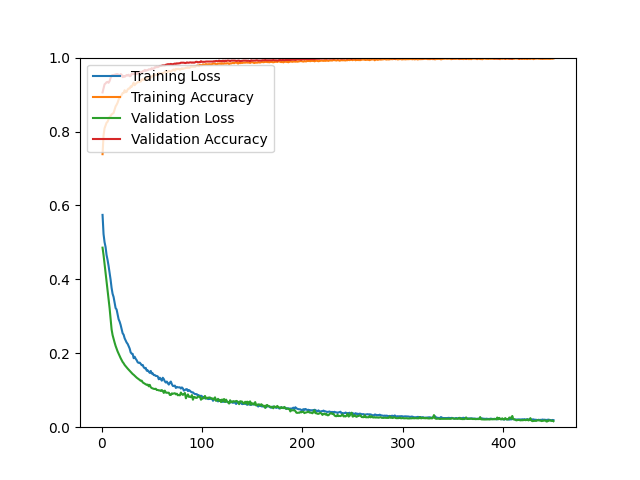 1.0
0.8
0.6
0.4
0.2
0.0
Training Loss
Training Accuracy
Validation Loss
Validation Accuracy
0 100 200 300 400